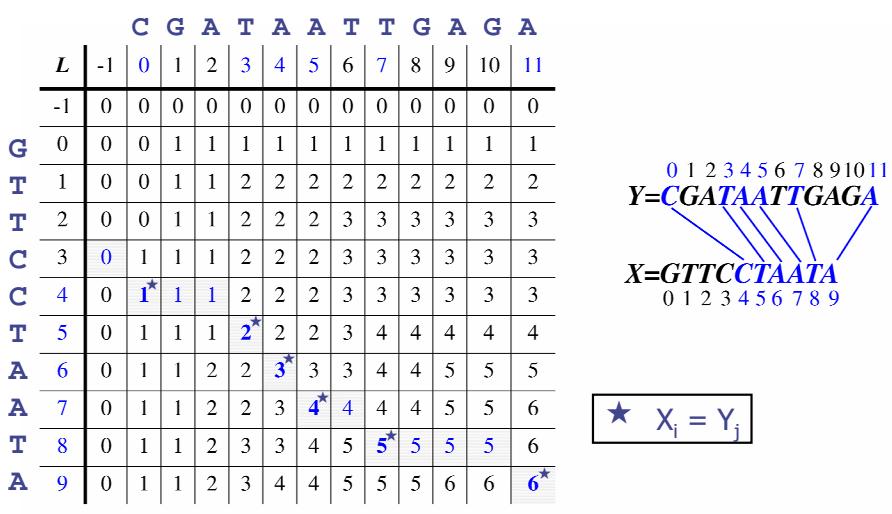 C G A T A A T T G A G A
L -1 0 1 2 3 4 5 6 7 8 9 10 11
-1 0 0 0 0 0 0 0 0 0 0 0 0 0
G 0 0 0 1 1 1 1 1 1 1 1 1 1 1
T 1 0 0 1 1 2 2 2 2 2 2 2 2 2
T 2 0 0 1 1 2 2 2 3 3 3 3 3 3
C 3 0 1 1 1 2 2 2 3 3 3 3 3 3
C 4 0 1★ 1 1 2 2 2 3 3 3 3 3 3
T 5 0 1 1 1 2★ 2 2 3 4 4 4 4 4
A 6 0 1 1 2 2 3★ 3 3 4 4 5 5 5
A 7 0 1 1 2 2 3 4★ 4 4 4 5 5 6
T 8 0 1 1 2 3 3 4 5 5★ 5 5 5 6
A 9 0 1 1 2 3 4 4 5 5 5 6 6 6★
0 1 2 3 4 5 6 7 8 9 10 11
Y=CGATAATTGAGA
X=GTTCCTAATA
0 1 2 3 4 5 6 7 8 9
★ Xi = Yj